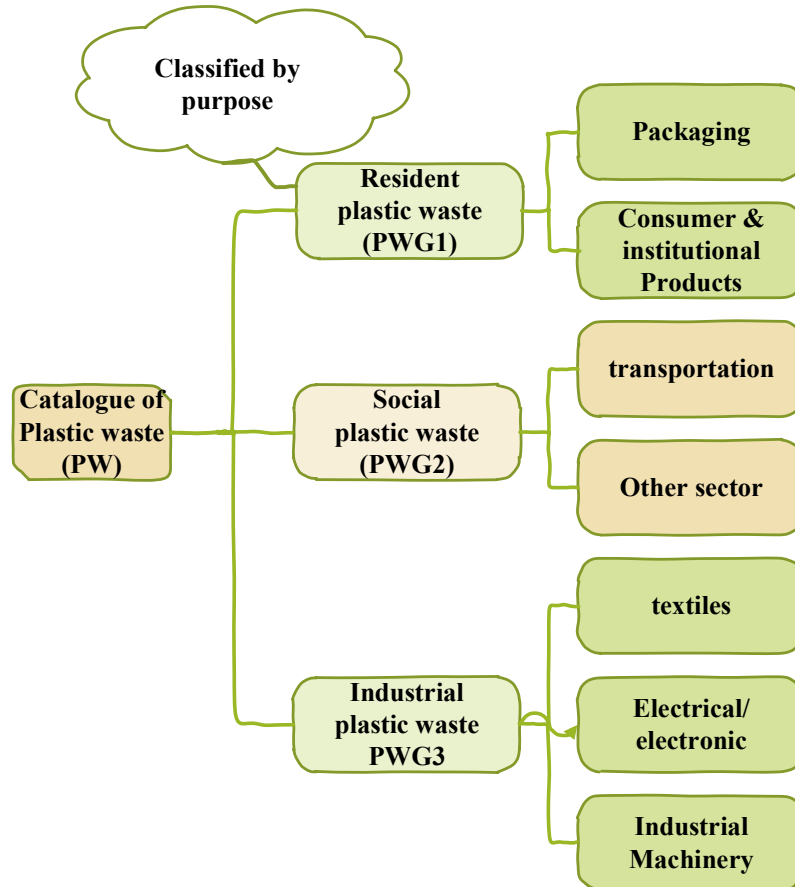 Classified by
purpose
Resident
plastic waste
(PWG1)
Packaging
Consumer &
institutional
Products
Catalogue of
Plastic waste
(PW)
Social
plastic waste
(PWG2)
transportation
Other sector
Industrial
plastic waste
PWG3
textiles
Electrical/
electronic
Industrial
Machinery